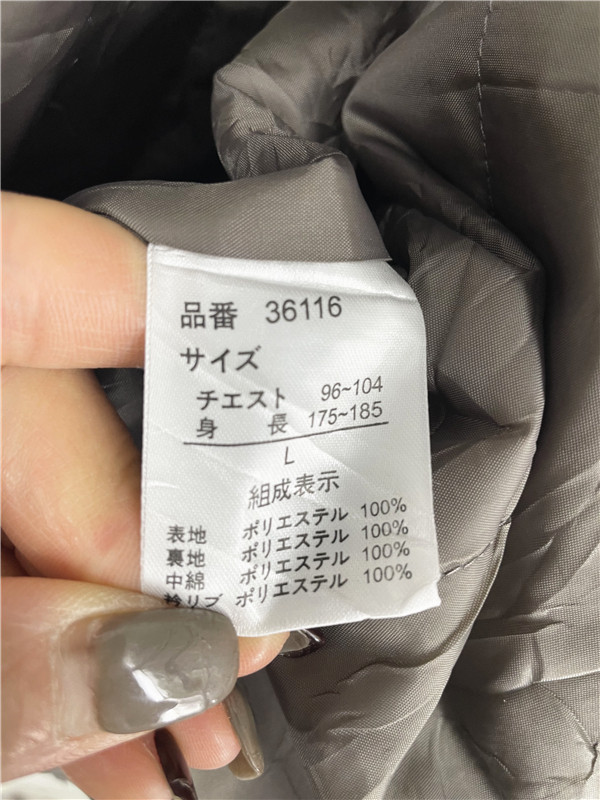 品番 36116
サイズ
チエスト 96~104
身長 175~185
L
組成表示
表地 ポリエステル 100%
裏地 ポリエステル 100%
中綿 ポリエステル 100%
衿リブ ポリエステル 100%